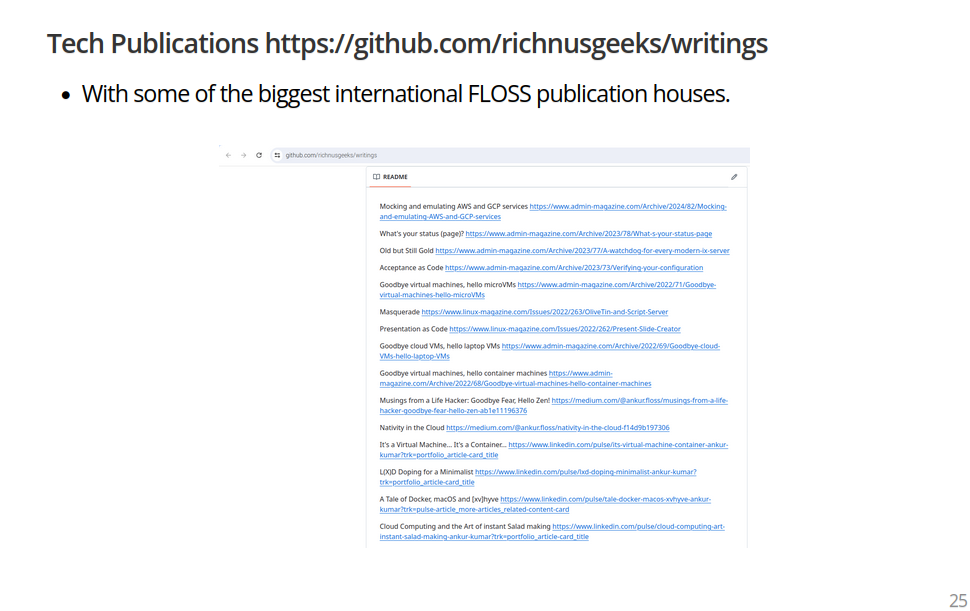 Tech Publications https://github.com/richnusgeeks/writings
• With some of the biggest international FLOSS publication houses.
github.com/richnusgeeks/writings
README
Mocking and emulating AWS and GCP services https://www.admin-magazine.com/Archive/2024/82/Mocking-
and-emulating-AWS-and-GCP-services
What's your status (page)? https://www.admin-magazine.com/Archive/2023/78/What-s-your-status-page
Old but Still Gold https://www.admin-magazine.com/Archive/2023/77/A-watchdog-for-every-modern-ix-server
Acceptance as Code https://www.admin-magazine.com/Archive/2023/73/Verifying-your-configuration
Goodbye virtual machines, hello microVMs https://www.admin-magazine.com/Archive/2022/71/Goodbye-
virtual-machines-hello-microVMs
Masquerade https://www.linux-magazine.com/Issues/2022/263/OliveTin-and-Script-Server
Presentation as Code https://www.linux-magazine.com/Issues/2022/262/Present-Slide-Creator
Goodbye cloud VMs, hello laptop VMs https://www.admin-magazine.com/Archive/2022/69/Goodbye-cloud-
VMs-hello-laptop-VMs
Goodbye virtual machines, hello container machines https://www.admin-
magazine.com/Archive/2022/68/Goodbye-virtual-machines-hello-container-machines
Musings from a Life Hacker: Goodbye Fear, Hello Zen! https://medium.com/@ankur.floss/musings-from-a-life-
hacker-goodbye-fear-hello-zen-ab1e11196376
Nativity in the Cloud https://medium.com/@ankur.floss/nativity-in-the-cloud-f14d9b197306
It's a Virtual Machine... It's a Container... https://www.linkedin.com/pulse/its-virtual-machine-container-ankur-
kumar?trk=portfolio_article-card_title
L(X)D Doping for a Minimalist https://www.linkedin.com/pulse/lxd-doping-minimalist-ankur-kumar?
trk=portfolio_article-card_title
A Tale of Docker, macOS and [xv]hyve https://www.linkedin.com/pulse/tale-docker-macos-xvhyve-ankur-
kumar?trk=pulse-article_more-articles_related-content-card
Cloud Computing and the Art of instant Salad making https://www.linkedin.com/pulse/cloud-computing-art-
instant-salad-making-ankur-kumar?trk=portfolio_article-card_title
25